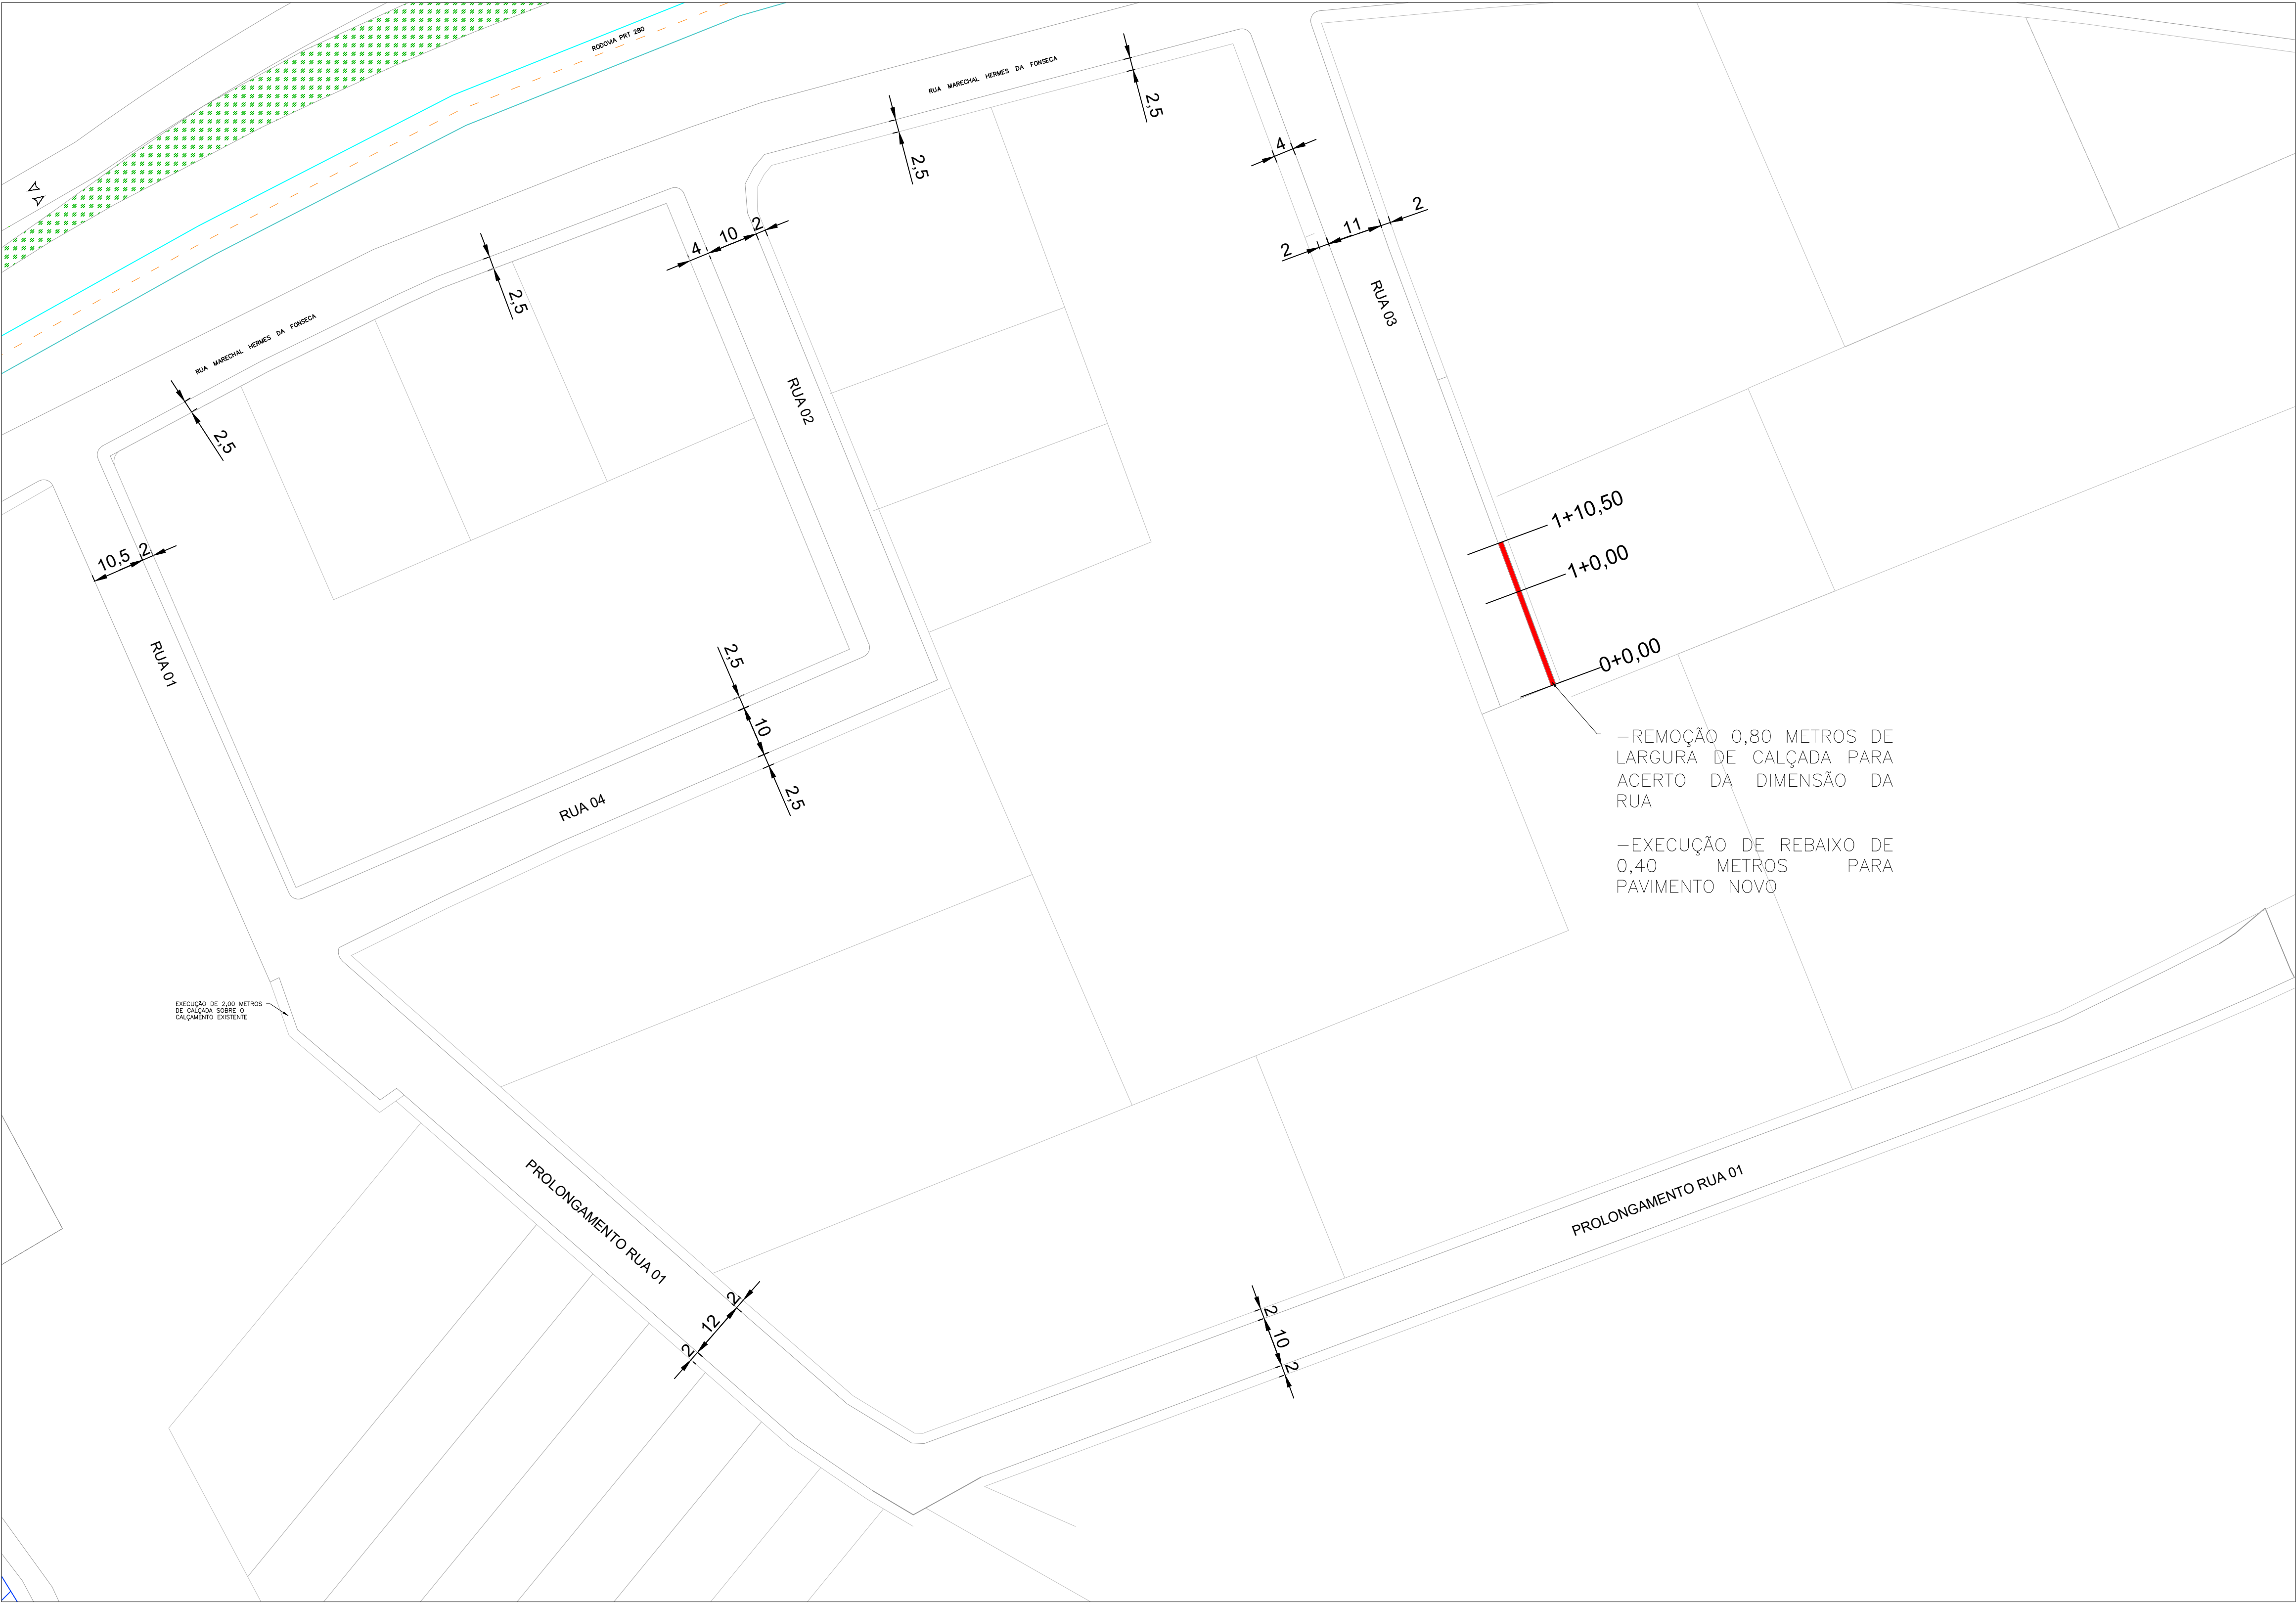 RODOVIA PRT 280
RUA MARECHAL HERMES DA FONSECA
2,5
2,5
4
2
11
2
RUA 03
4
10
2
2,5
RUA MARECHAL HERMES DA FONSECA
2,5
RUA 02
10,5
2
RUA 01
1+10,50
1+0,00
0+0,00
2,5
10
2,5
RUA 04
-REMOÇÃO 0,80 METROS DE
LARGURA DE CALÇADA PARA
ACERTO DA DIMENSÃO DA
RUA
-EXECUÇÃO DE REBAIXO DE
0,40 METROS PARA
PAVIMENTO NOVO
EXECUÇÃO DE 2,00 METROS
DE CALÇADA SOBRE O
CALÇAMENTO EXISTENTE
PROLONGAMENTO RUA 01
PROLONGAMENTO RUA 01
2
12
2
2
10
2